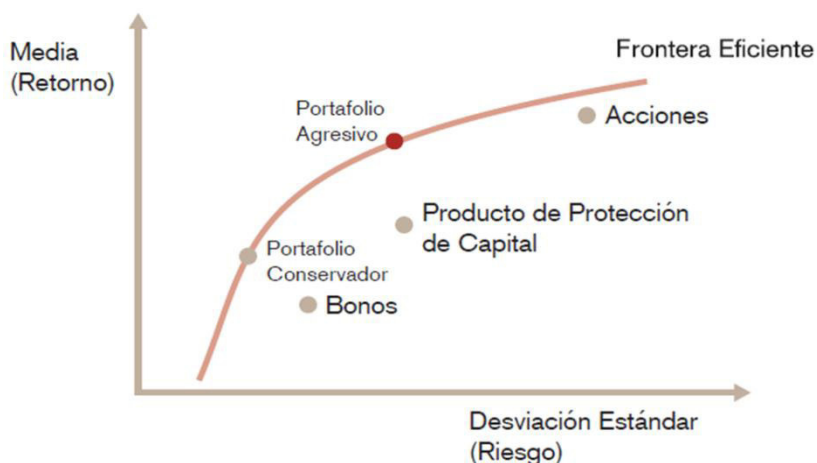 Media
(Retorno)
Frontera Eficiente
Portafolio
Agresivo
Acciones
Producto de Protección
de Capital
Portafolio
Conservador
Bonos
Desviación Estándar
(Riesgo)